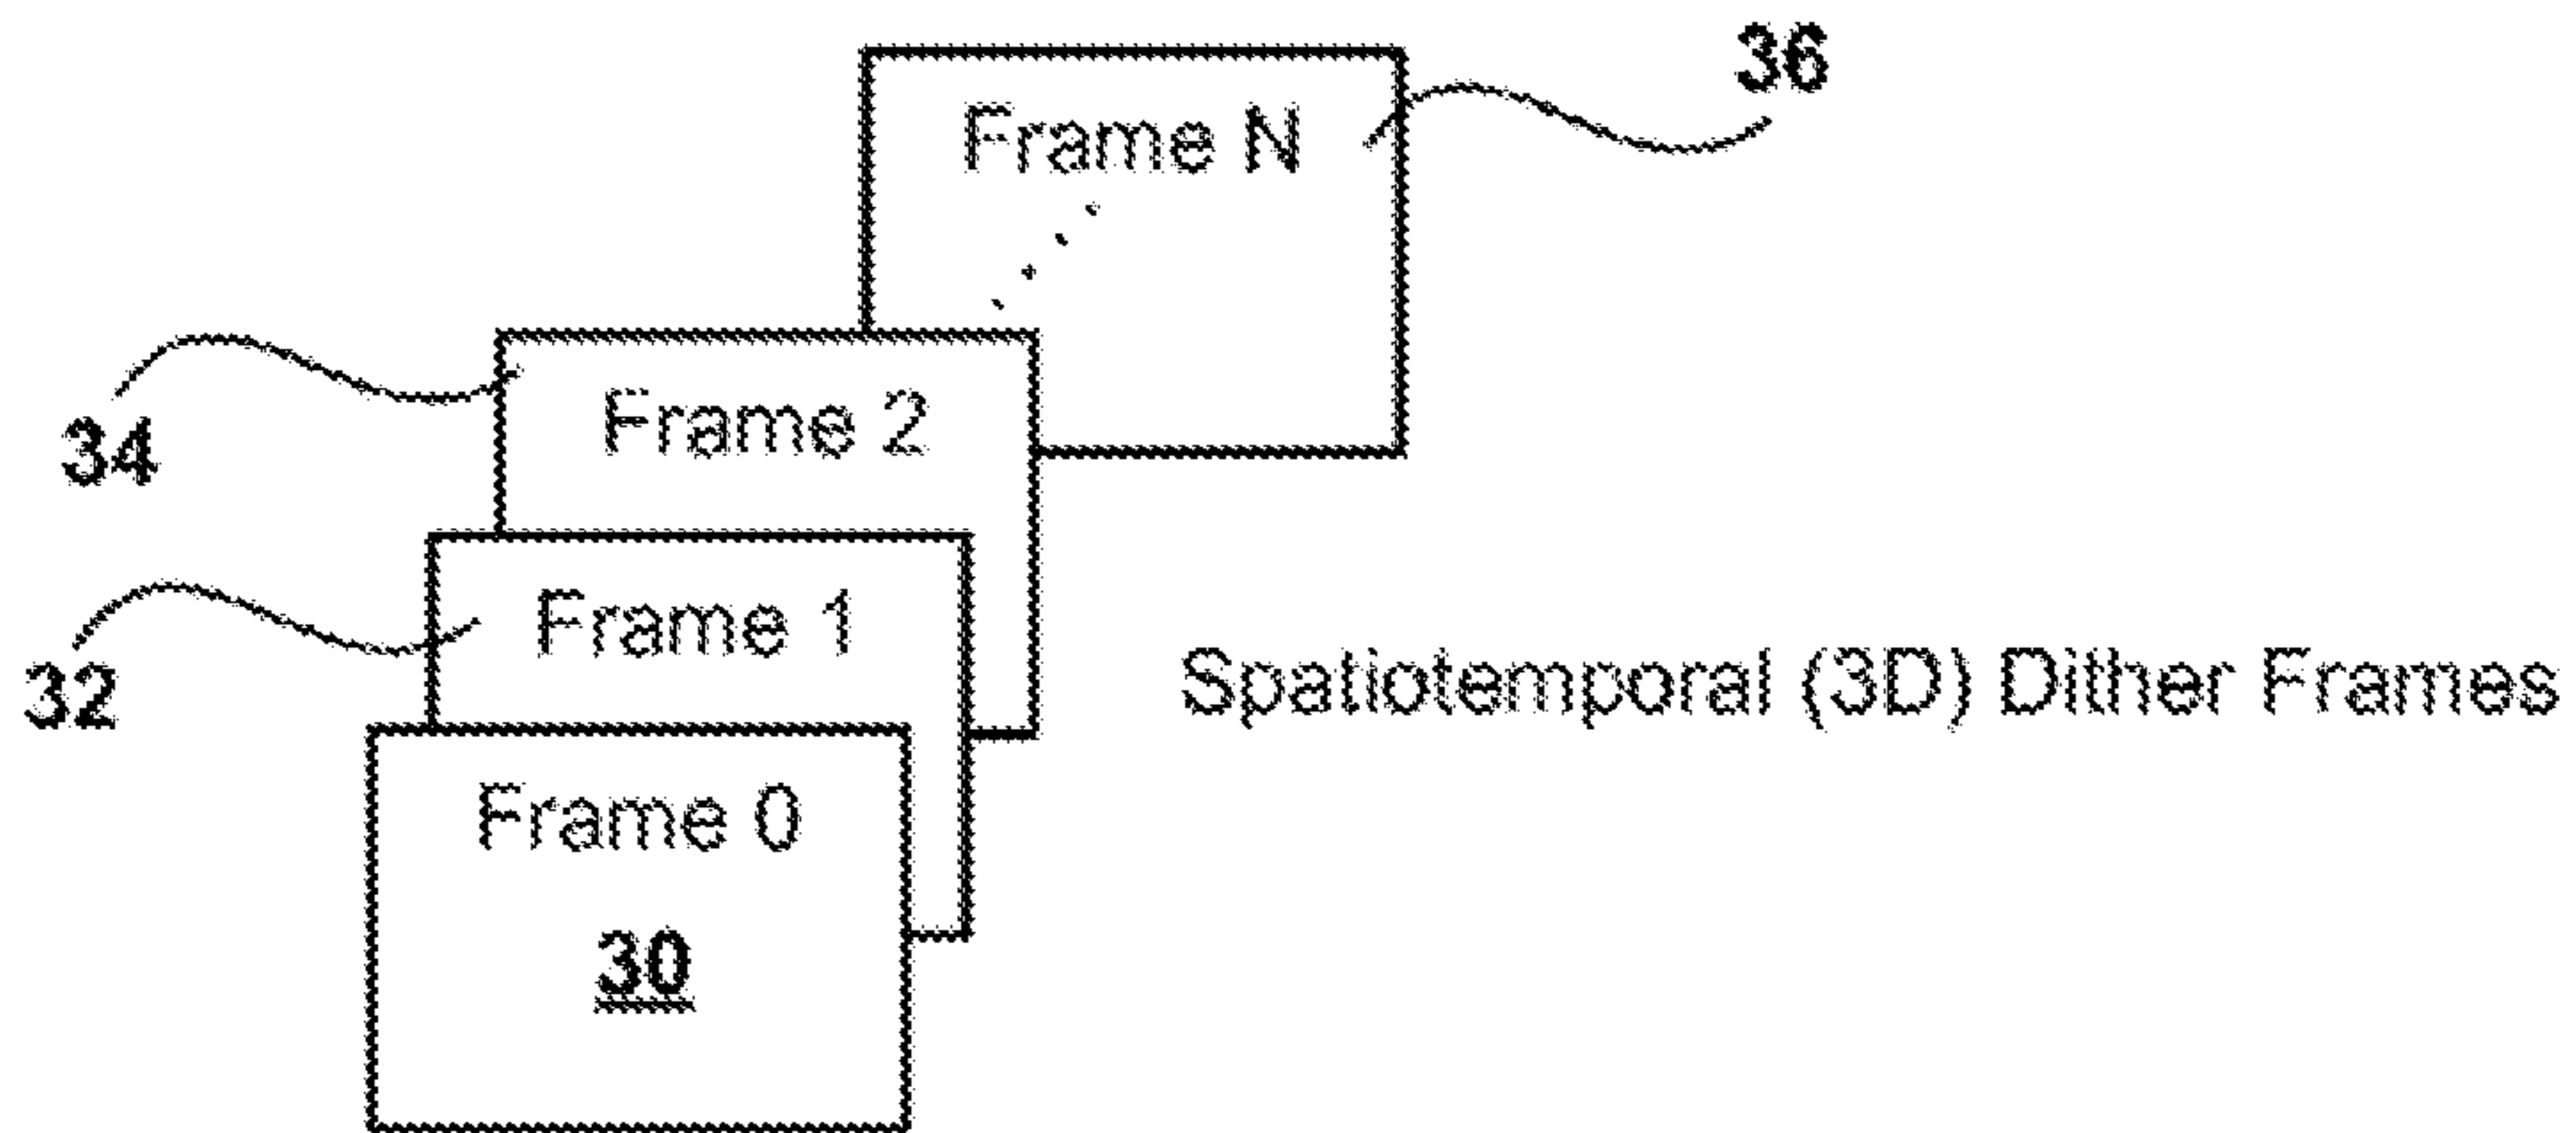 36
Frame N
34
Frame 2
Frame 1
32
Spatiotemporal (3D) Dither Frames
Frame 0
30